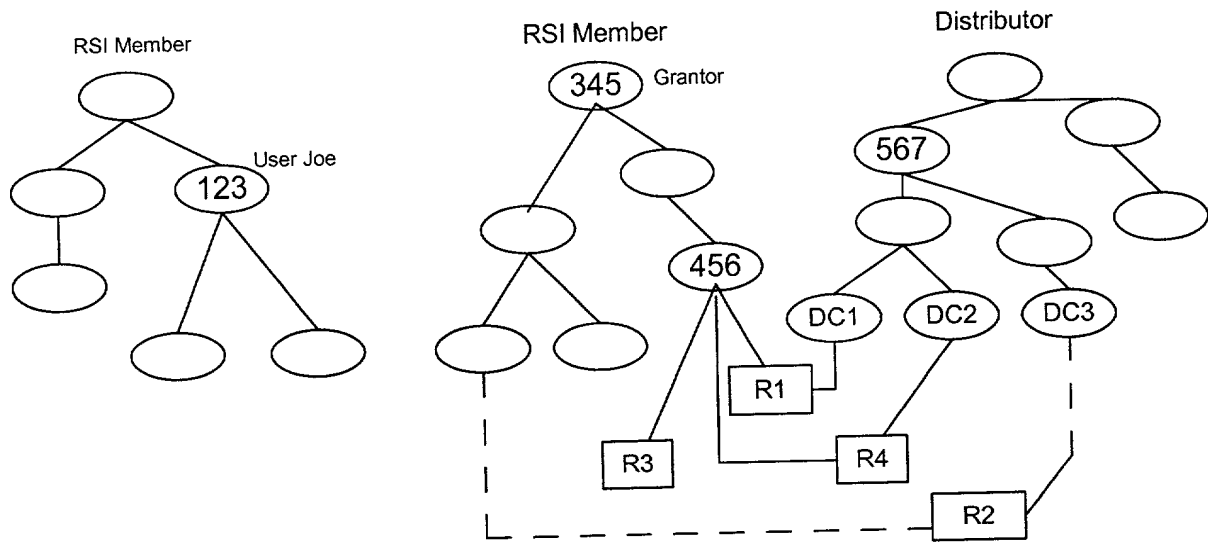 RSI Member
RSI Member
Distributor
345
Grantor
User Joe
123
567
456
DC1
DC2
DC3
R1
R3
R4
R2